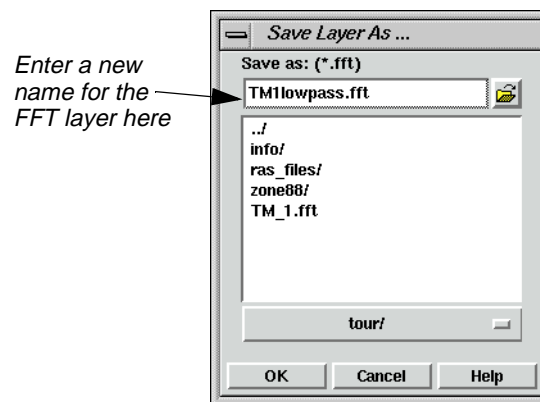 Save Layer As ...
Enter a new
name for the
FFT layer here
Save as: (*.fft)
TM1lowpass.fft
../
info/
ras_files/
zone88/
TM_1.fft
tour/
OK Cancel Help